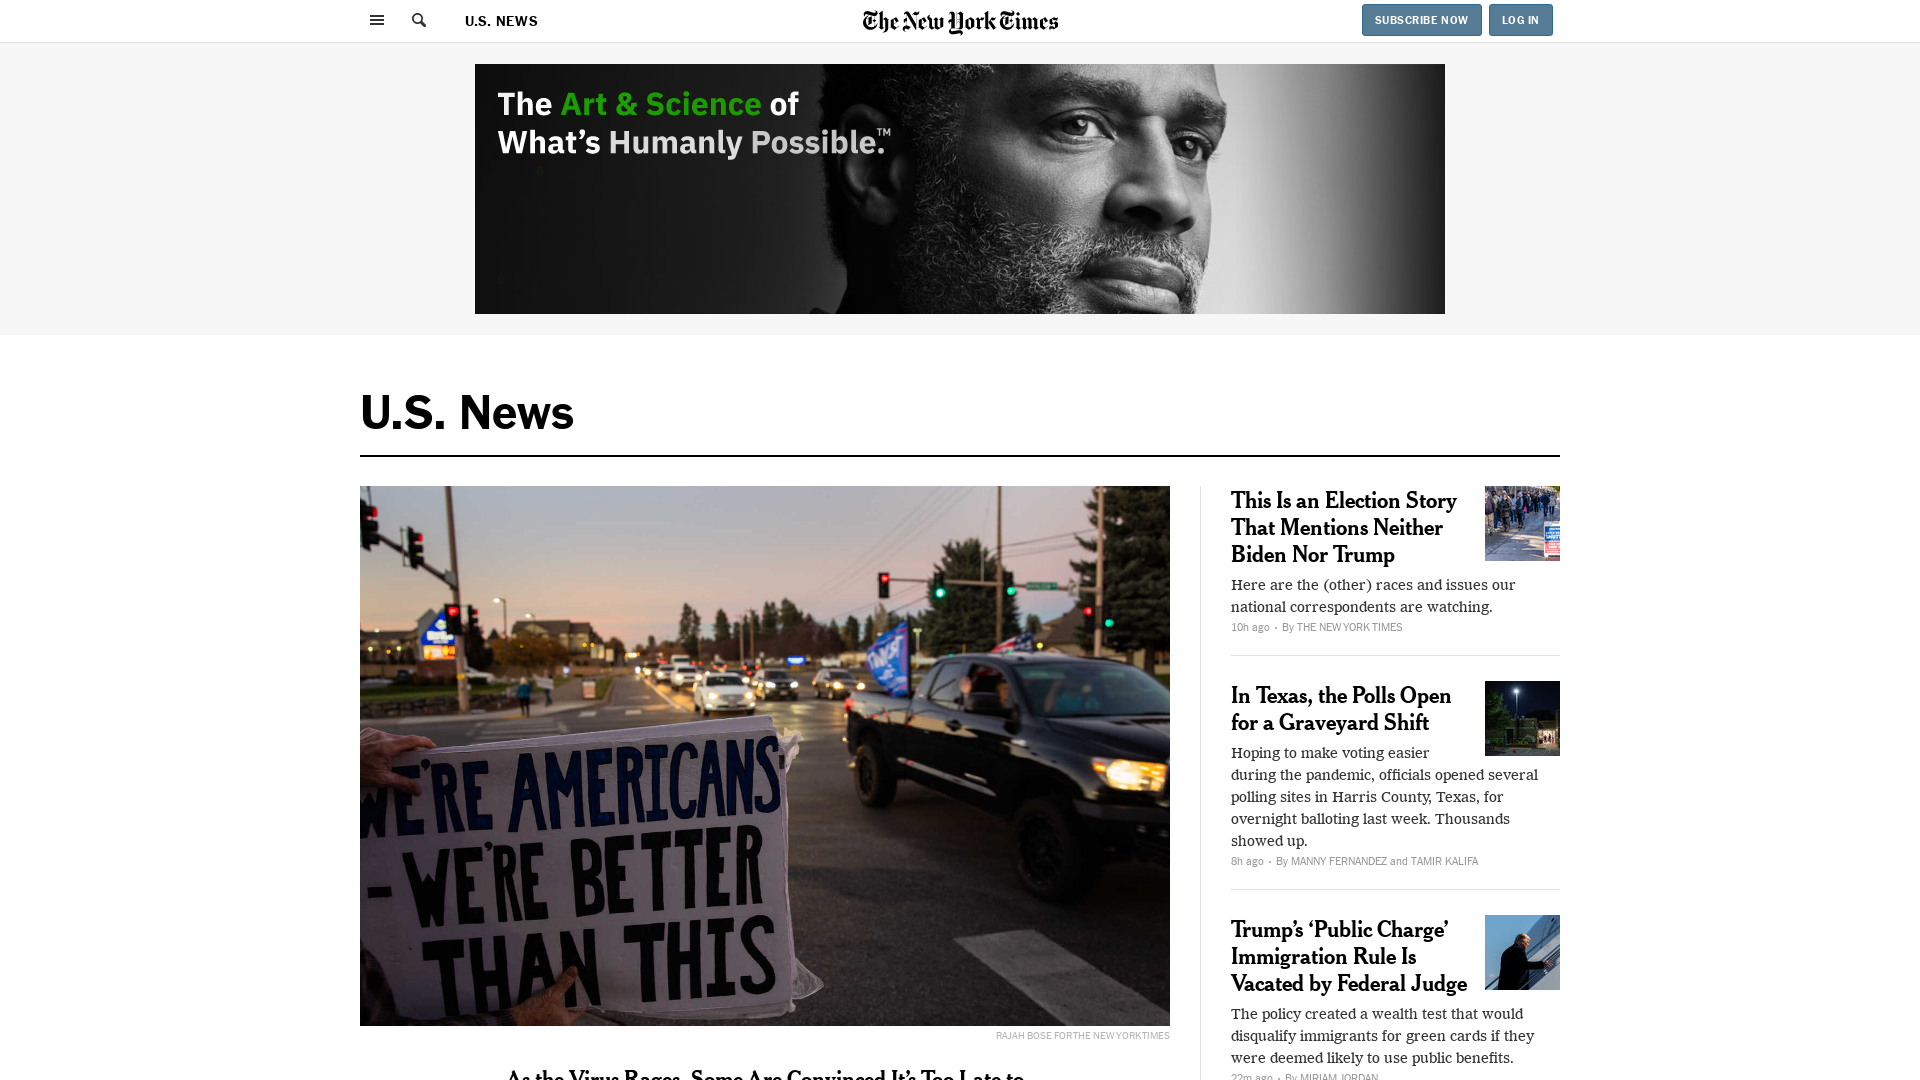 U.S. NEWS
The New York Times
SUBSCRIBE NOW
LOG IN
The Art & Science of
What's Humanly Possible.™
U.S. News
WE'RE AMERICANS
- WE'RE BETTER
THAN THIS
RAJAH BOSE FOR THE NEW YORK TIMES
As the Virus Rages, Some Are Convinced It's Too Late to
This Is an Election Story
That Mentions Neither
Biden Nor Trump
Here are the (other) races and issues our
national correspondents are watching.
10h ago · By THE NEW YORK TIMES
In Texas, the Polls Open
for a Graveyard Shift
Hoping to make voting easier
during the pandemic, officials opened several
polling sites in Harris County, Texas, for
overnight balloting last week. Thousands
showed up.
8h ago · By MANNY FERNANDEZ and TAMIR KALIFA
Trump's ‘Public Charge’
Immigration Rule Is
Vacated by Federal Judge
The policy created a wealth test that would
disqualify immigrants for green cards if they
were deemed likely to use public benefits.
22m ago · By MIRIAM JORDAN